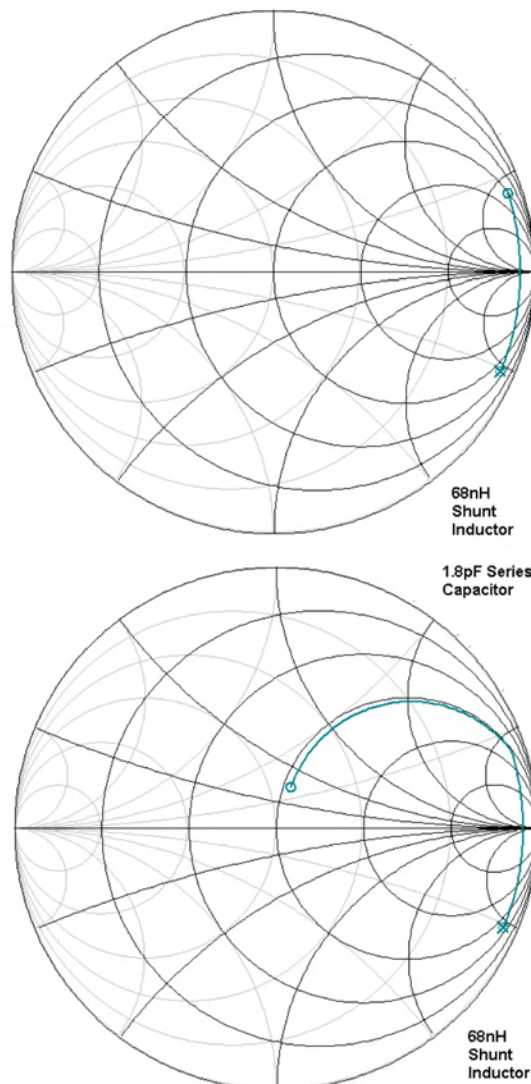 68nH
Shunt
Inductor
1.8pF Series
Capacitor
68nH
Shunt
Inductor